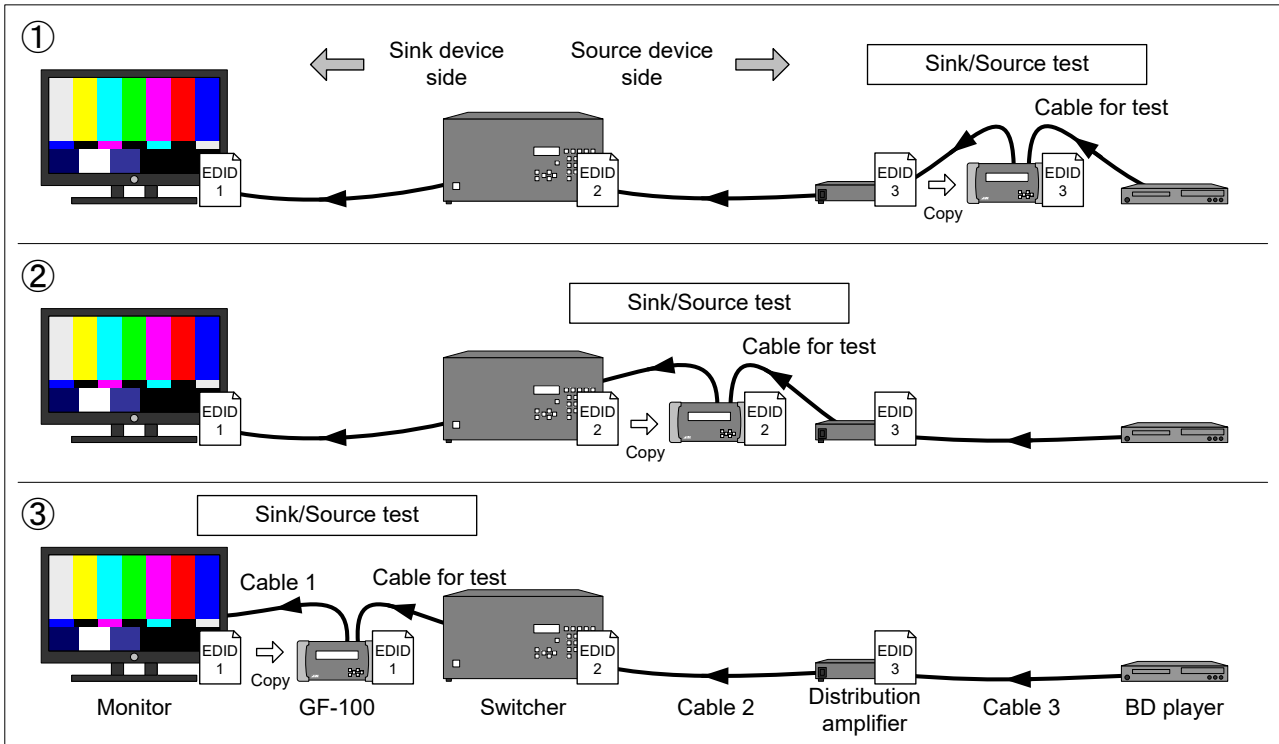 ①
Sink device
side
Source device
side
Sink/Source test
Cable for test
EDID
1
EDID
2
EDID
3
Copy
EDID
3
②
Sink/Source test
Cable for test
EDID
1
EDID
2
Copy
EDID
2
EDID
3
③
Sink/Source test
Cable 1
Cable for test
EDID
1
Copy
EDID
1
EDID
2
EDID
3
Monitor
GF-100
Switcher
Cable 2
Distribution
amplifier
Cable 3
BD player